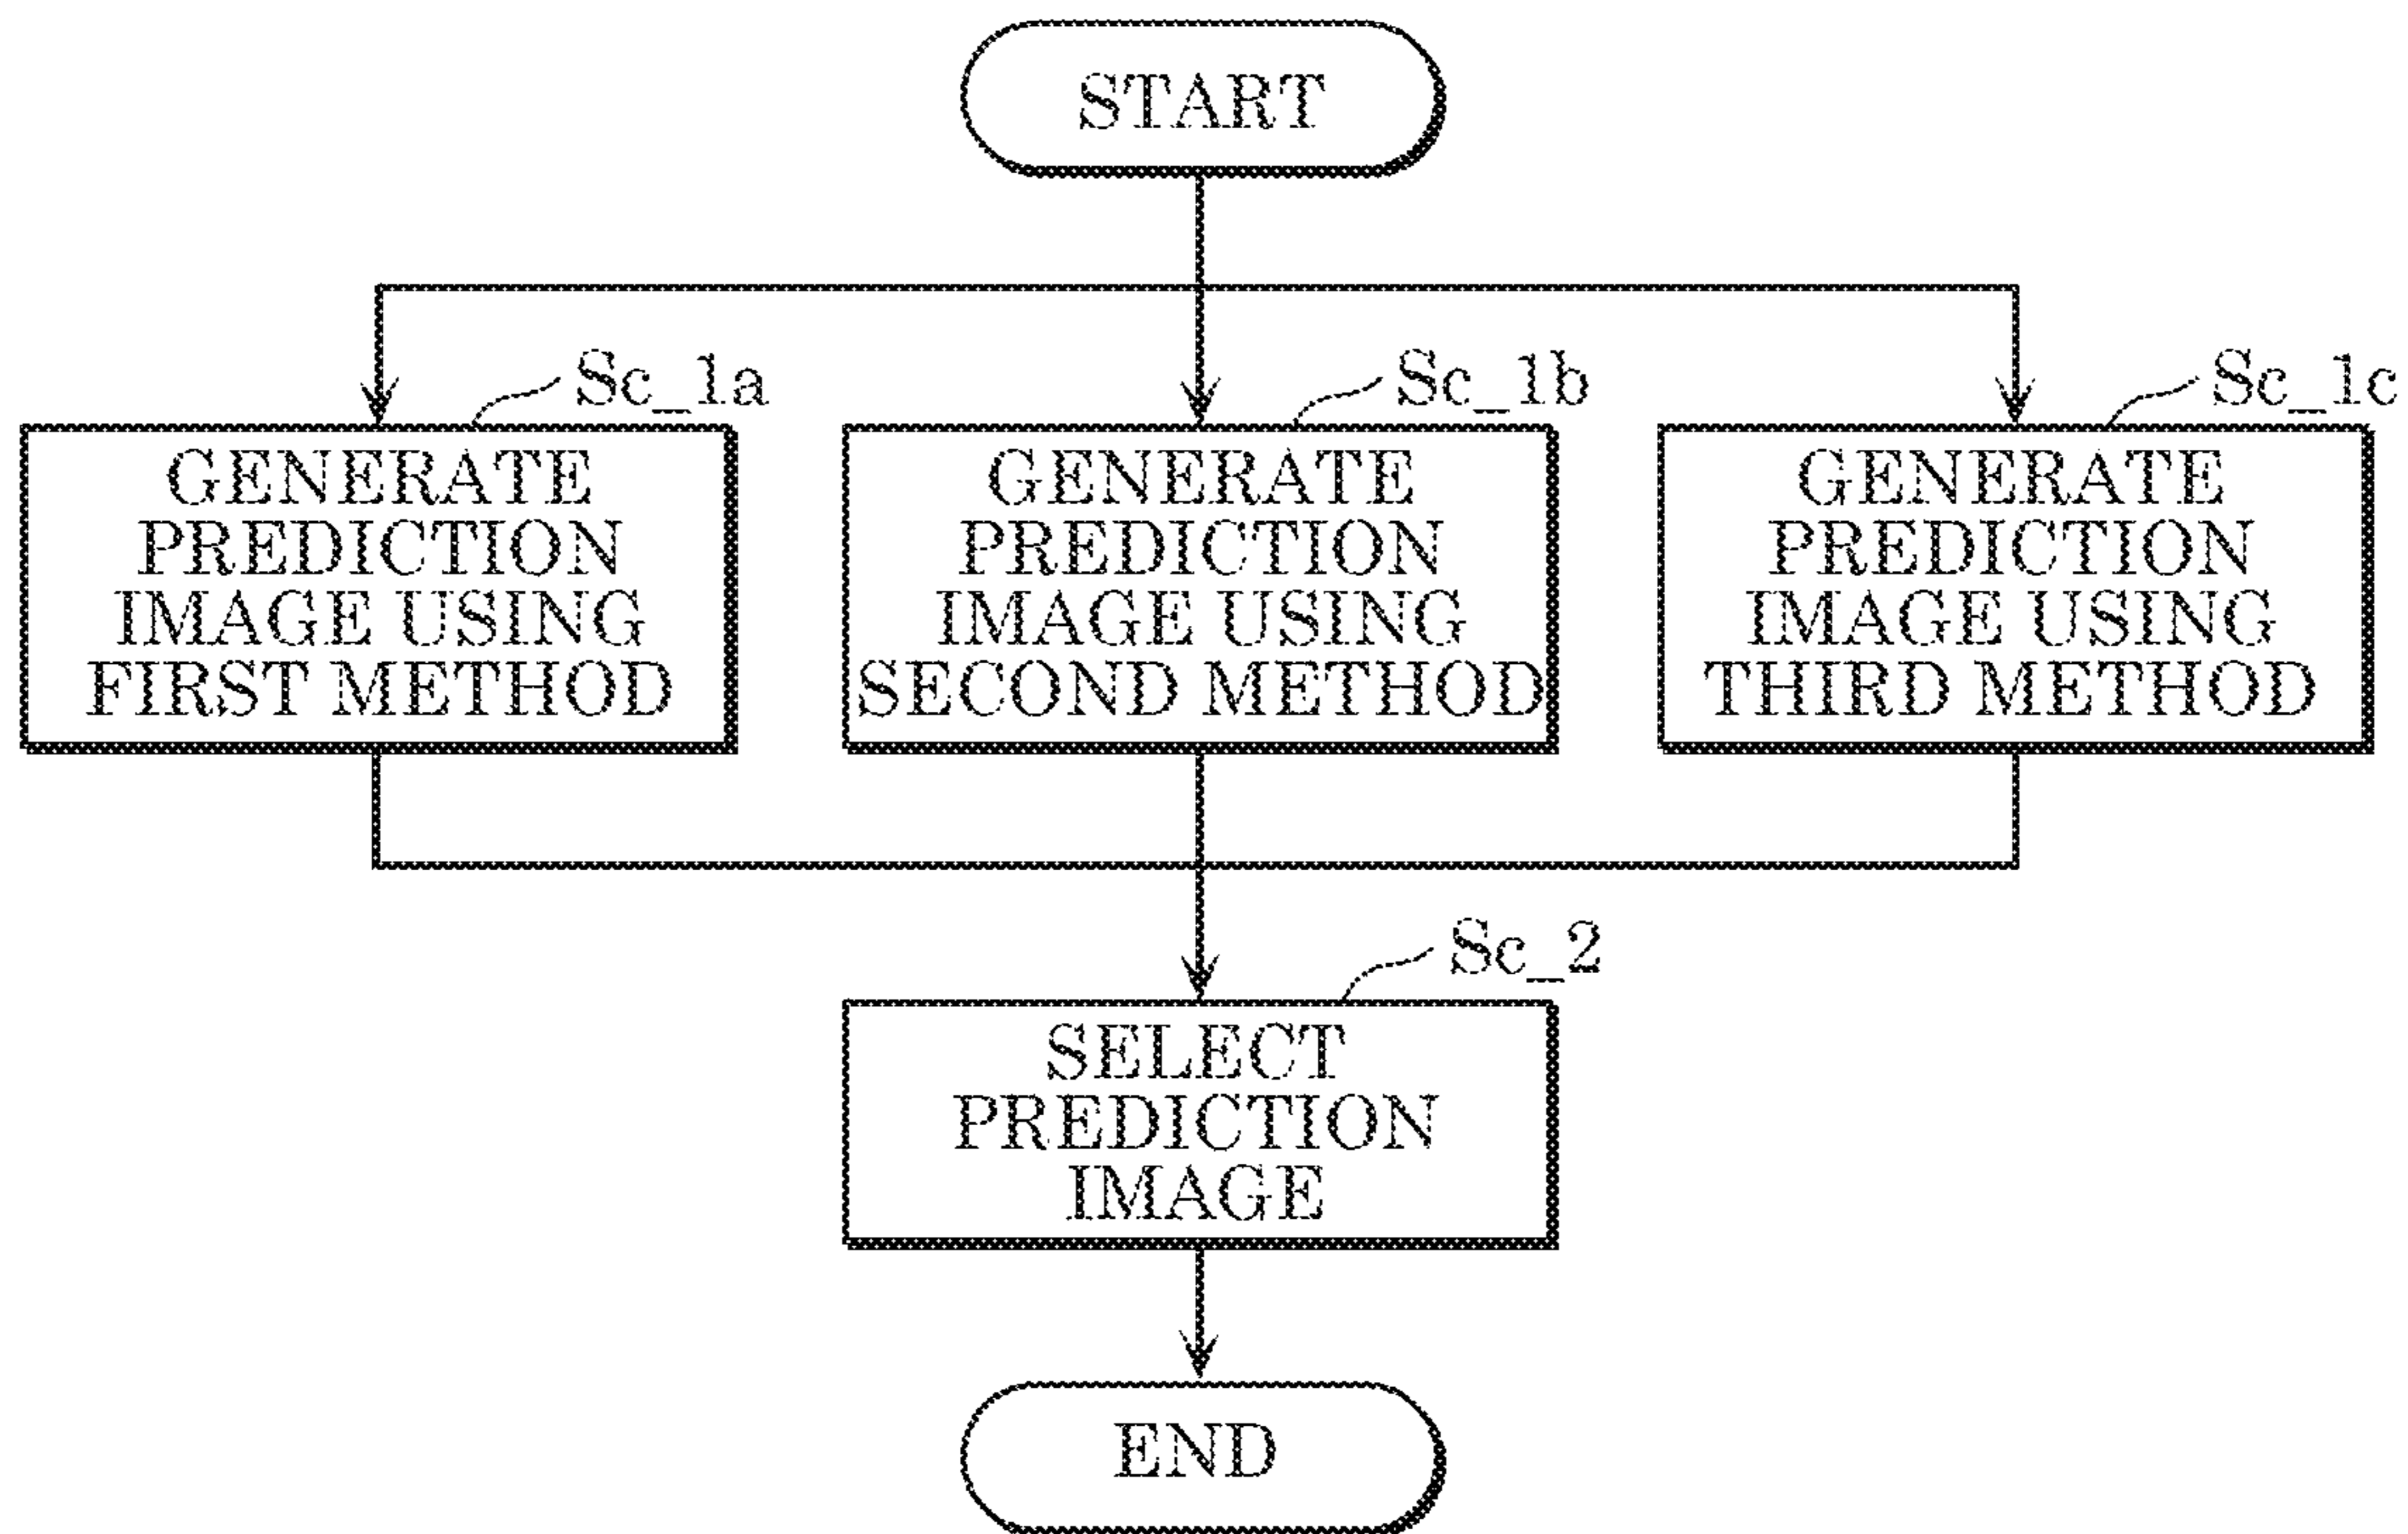 START
Sc_1a
GENERATE
PREDICTION
IMAGE USING
FIRST METHOD
Sc_1b
GENERATE
PREDICTION
IMAGE USING
SECOND METHOD
Sc_1c
GENERATE
PREDICTION
IMAGE USING
THIRD METHOD
Sc_2
SELECT
PREDICTION
IMAGE
END